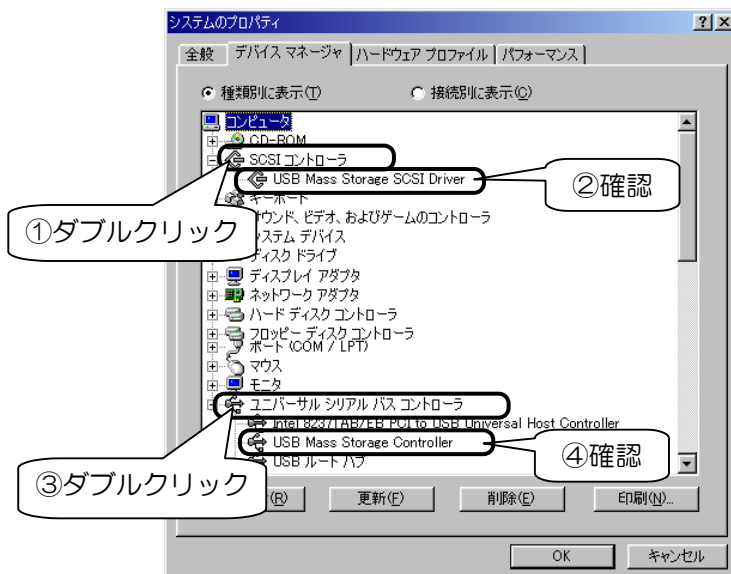 システムのプロパティ
全般 デバイス マネージャ ハードウェア プロファイル パフォーマンス
種類別に表示(T) 接続別に表示(C)
コンピュータ
CD-ROM
SCSI コントローラ
USB Mass Storage SCSI Driver
②確認
キーボード
①ダブルクリック
サウンド、ビデオ、およびゲームのコントローラ
システム デバイス
ディスク ドライブ
ディスプレイ アダプタ
ネットワーク アダプタ
ハード ディスク コントローラ
フロッピー ディスク コントローラ
ポート (COM / LPT)
マウス
モニタ
ユニバーサル シリアル バス コントローラ
Intel 82371AB/EB PCI to USB Universal Host Controller
USB Mass Storage Controller
④確認
USB ルート ハブ
③ダブルクリック
(R) 更新(F) 削除(E) 印刷(N)...
OK キャンセル